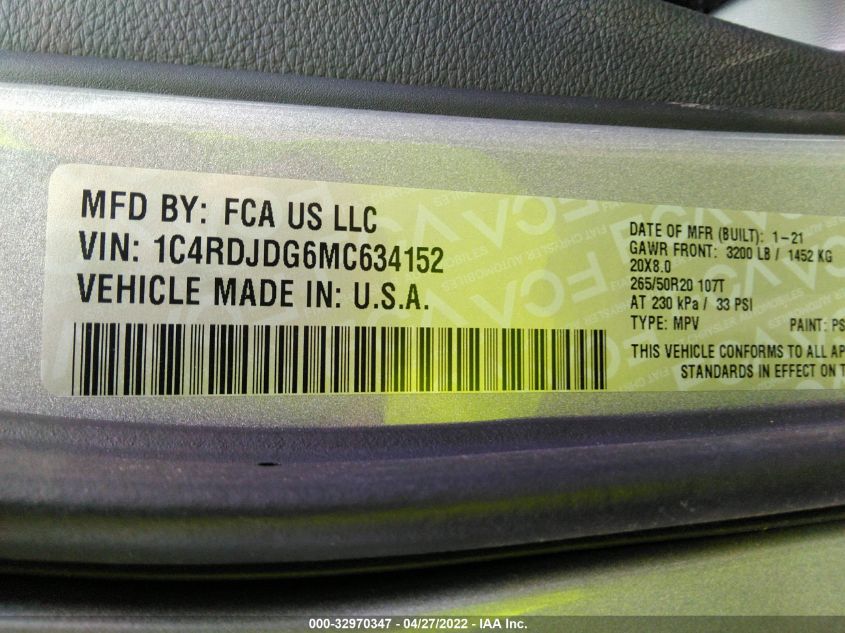 MFD BY: FCA US LLC
VIN: 1C4RDJDG6MC634152
VEHICLE MADE IN: U.S.A.
DATE OF MFR (BUILT): 1-21
GAWR FRONT: 3200 LB / 1452 KG
20X8.0
265/50R20 107T
AT 230 kPa / 33 PSI
TYPE: MPV PAINT: PS
THIS VEHICLE CONFORMS TO ALL AP
STANDARDS IN EFFECT ON T
000-32970347 - 04/27/2022 - IAA Inc.